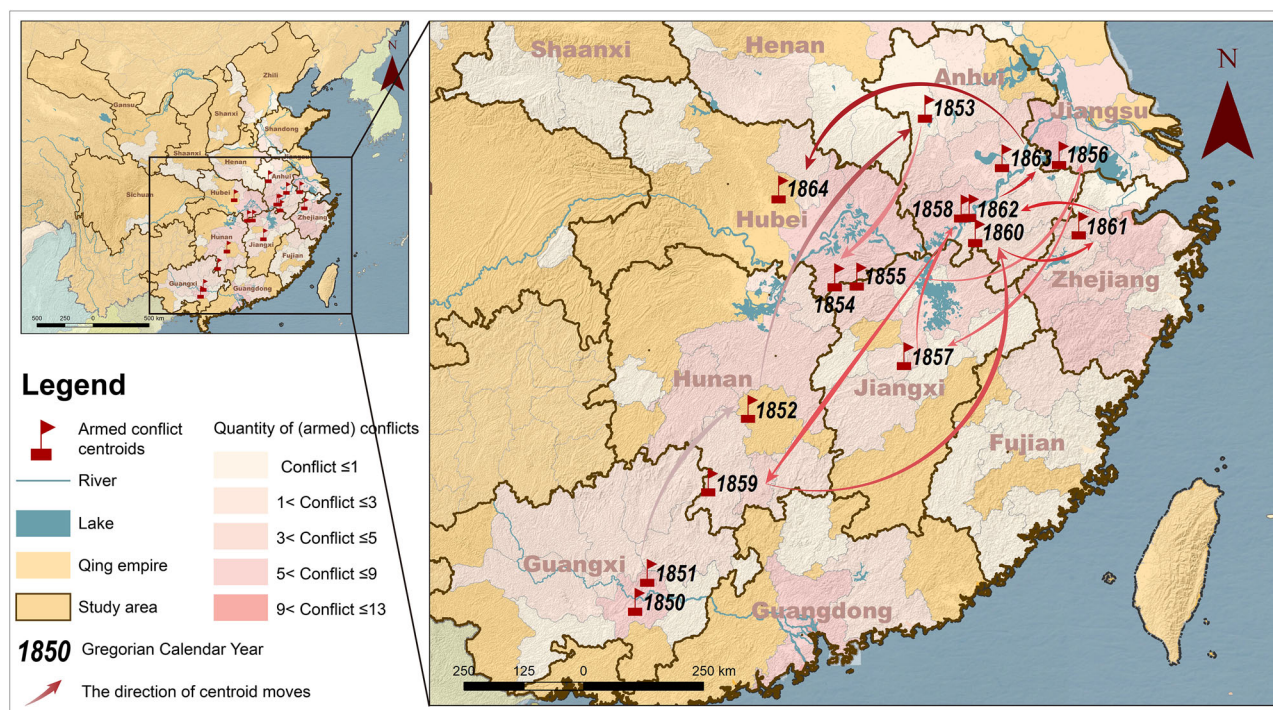 N
Zhili
Gansu
Shanxi
Shandong
Shaanxi
Henan
Jiangsu
Anhui
Hubei
Sichuan
Zhejiang
Hunan
Jiangxi
Fujian
Guangxi
Guangdong
500 250 0 500 km
Legend
Armed conflict
centroids
River
Lake
Qing empire
Study area
1850 Gregorian Calendar Year
The direction of centroid moves
Quantity of (armed) conflicts
Conflict ≤1
1< Conflict ≤3
3< Conflict ≤5
5< Conflict ≤9
9< Conflict ≤13
Shaanxi
Henan
N
Anhui
1853
Jiangsu
1863
1856
1864
Hubei
1858
1862
1861
1860
Zhejiang
1855
1854
1857
Hunan
Jiangxi
1852
Fujian
1859
Guangxi
1851
1850
Guangdong
250 125 0 250 km